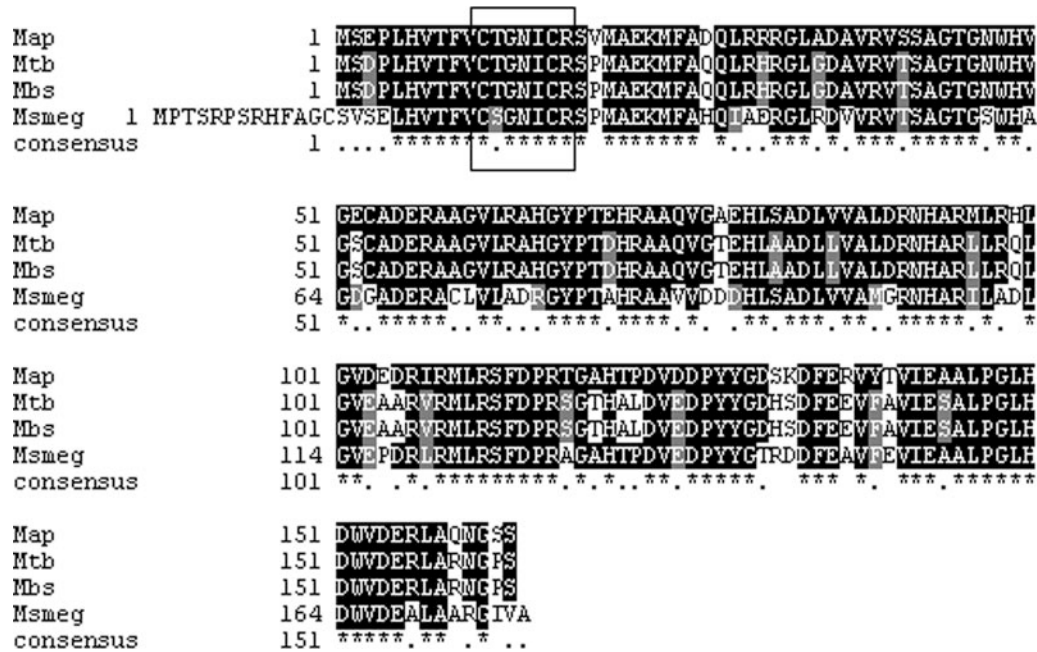 Map 1 MSEPLHVTFVCTGNICRSVMAEKMFADQLRRRGLADAVRVSSAGTGNWHV
Mtb 1 MSDPLHVTFVCTGNICRSPMAEKMFAQQLRHRGLGDAVRVTSAGTGNWHV
Mbs 1 MSDPLHVTFVCTGNICRSPMAEKMFAQQLRHRGLGDAVRVTSAGTGNWHV
Msmeg 1 MPTSRPSRHFAGCSVSELHVTFVCSGNICRSPMAEKMFAHQIAERGLRDVVRVTSAGTGSWHA
consensus 1 ....*******.******.*******.*...***.*.***.*****.**.
Map 51 GECADERAAGVLRAHGYPTEHRAAQVGAEHLSADLVVALDRNHARMLRHL
Mtb 51 GSCADERAAGVLRAHGYPTDHRAAQVGTEHLAADLLVALDRNHARLLRQL
Mbs 51 GSCADERAAGVLRAHGYPTDHRAAQVGTEHLAADLLVALDRNHARLLRQL
Msmeg 64 GDGADERACLVLADRGYPTAHRAAVVDDDHLSADLVVAMGRNHARILADL
consensus 51 *..*****..**...****.****.*. .**.***.**..*****.*. *
Map 101 GVDEDRIRMLRSFDPRTGAHTPDVDDPYYGDSKDFERVYTVIEAALPGLH
Mtb 101 GVEAARVRMLRSFDPRSGTHALDVEDPYYGDHSDFEEVFAVIESALPGLH
Mbs 101 GVEAARVRMLRSFDPRSGTHALDVEDPYYGDHSDFEEVFAVIESALPGLH
Msmeg 114 GVEPDRLRMLRSFDPRAGAHTPDVEDPYYGTRDDFEAVFEVIEAALPGLH
consensus 101 **. .*.*********.*.*..**.*****.  *** *. ***.******
Map 151 DWVDERLAQNGSS
Mtb 151 DWVDERLARNGPS
Mbs 151 DWVDERLARNGPS
Msmeg 164 DWVDEALAARGIVA
consensus 151 *****.** .* ..